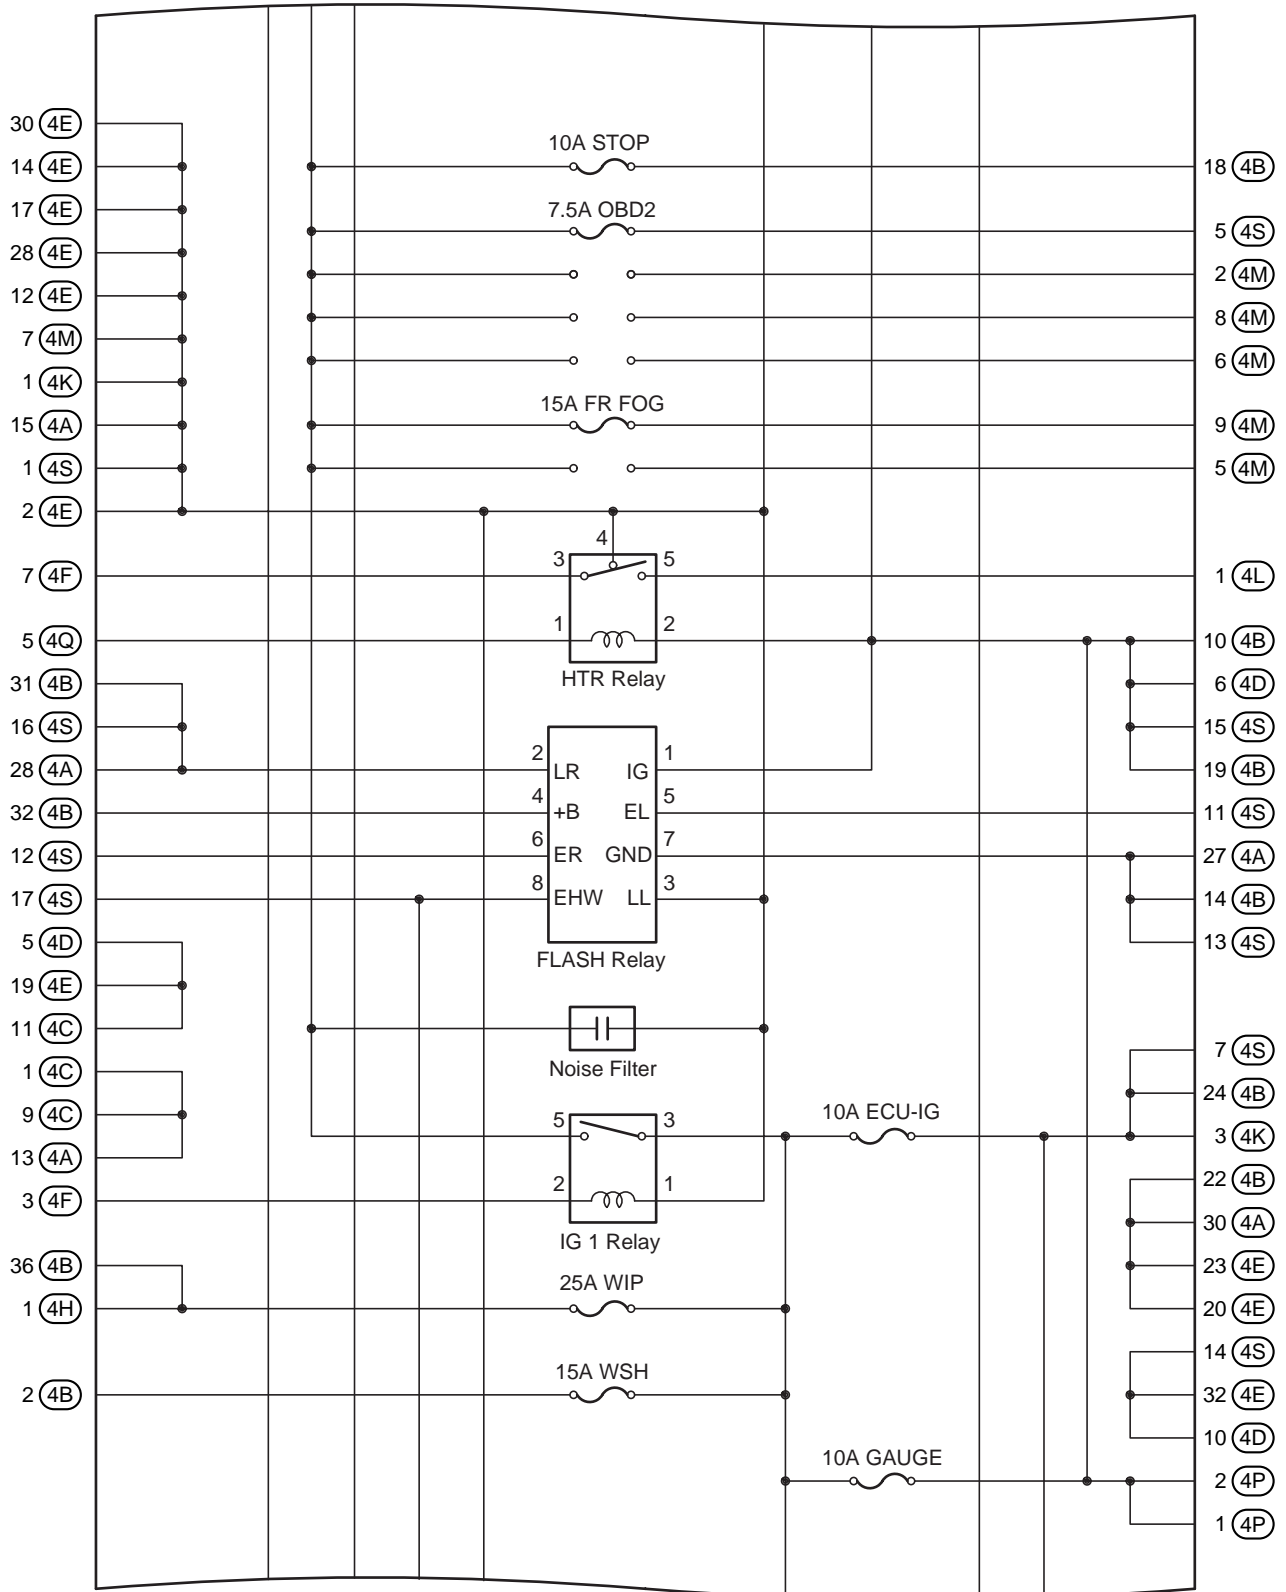 30 4E
10A STOP
14 4E
18 4B
17 4E
7.5A OBD2
5 4S
28 4E
2 4M
12 4E
8 4M
7 4M
6 4M
1 4K
15A FR FOG
15 4A
9 4M
1 4S
5 4M
2 4E
4
3 5
7 4F
1 4L
1 2
5 4Q
10 4B
HTR Relay
31 4B
6 4D
16 4S
15 4S
2 1
28 4A
LR IG
19 4B
4 5
32 4B
+B EL
11 4S
6 7
12 4S
ER GND
27 4A
8 3
17 4S
EHW LL
14 4B
5 4D
13 4S
FLASH Relay
19 4E
11 4C
7 4S
Noise Filter
1 4C
24 4B
9 4C
5 3
10A ECU-IG
3 4K
13 4A
22 4B
2 1
3 4F
30 4A
IG 1 Relay
36 4B
23 4E
25A WIP
1 4H
20 4E
14 4S
15A WSH
2 4B
32 4E
10 4D
10A GAUGE
2 4P
1 4P